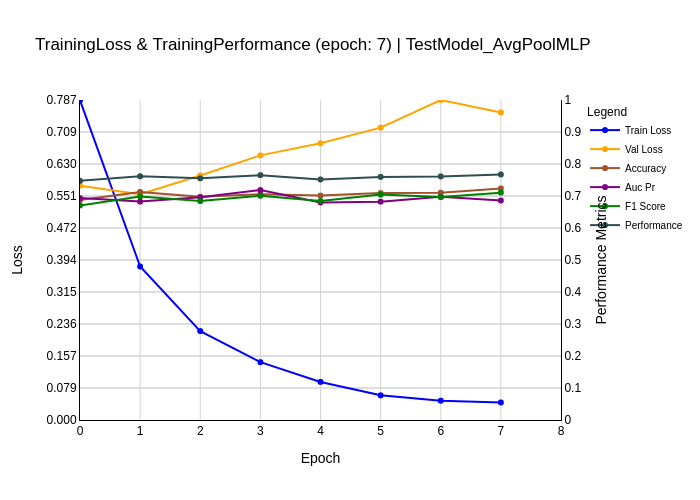 TrainingLoss & TrainingPerformance (epoch: 7) | TestModel_AvgPoolMLP
0.787
0.709
0.630
0.551
0.472
0.394
0.315
0.236
0.157
0.079
0.000
Loss
0 1 2 3 4 5 6 7 8
Epoch
1
0.9
0.8
0.7
0.6
0.5
0.4
0.3
0.2
0.1
0
Performance Metrics
Legend
Train Loss
Val Loss
Accuracy
Auc Pr
F1 Score
Performance